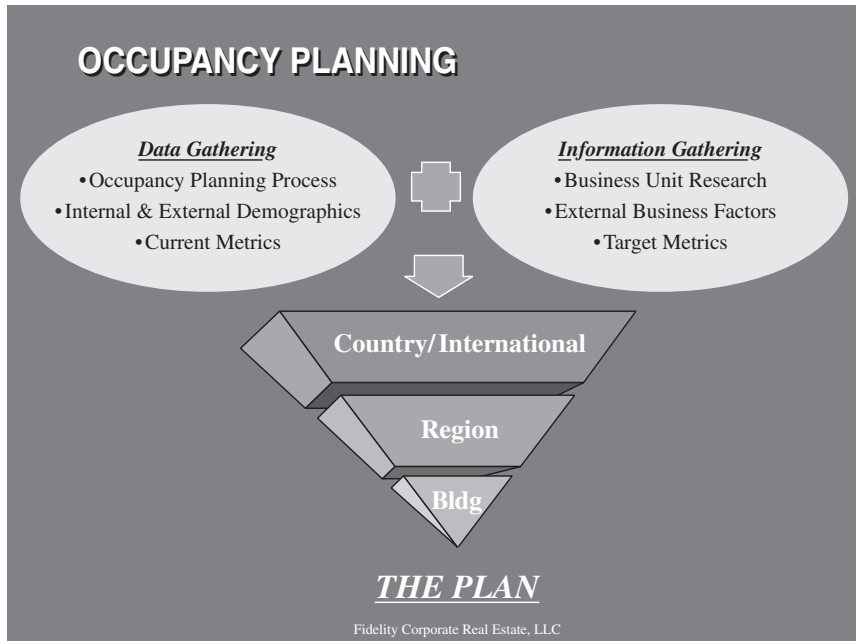 OCCUPANCY PLANNING
Data Gathering
•Occupancy Planning Process
•Internal & External Demographics
•Current Metrics
Information Gathering
•Business Unit Research
•External Business Factors
•Target Metrics
Country/International
Region
Bldg
THE PLAN
Fidelity Corporate Real Estate, LLC